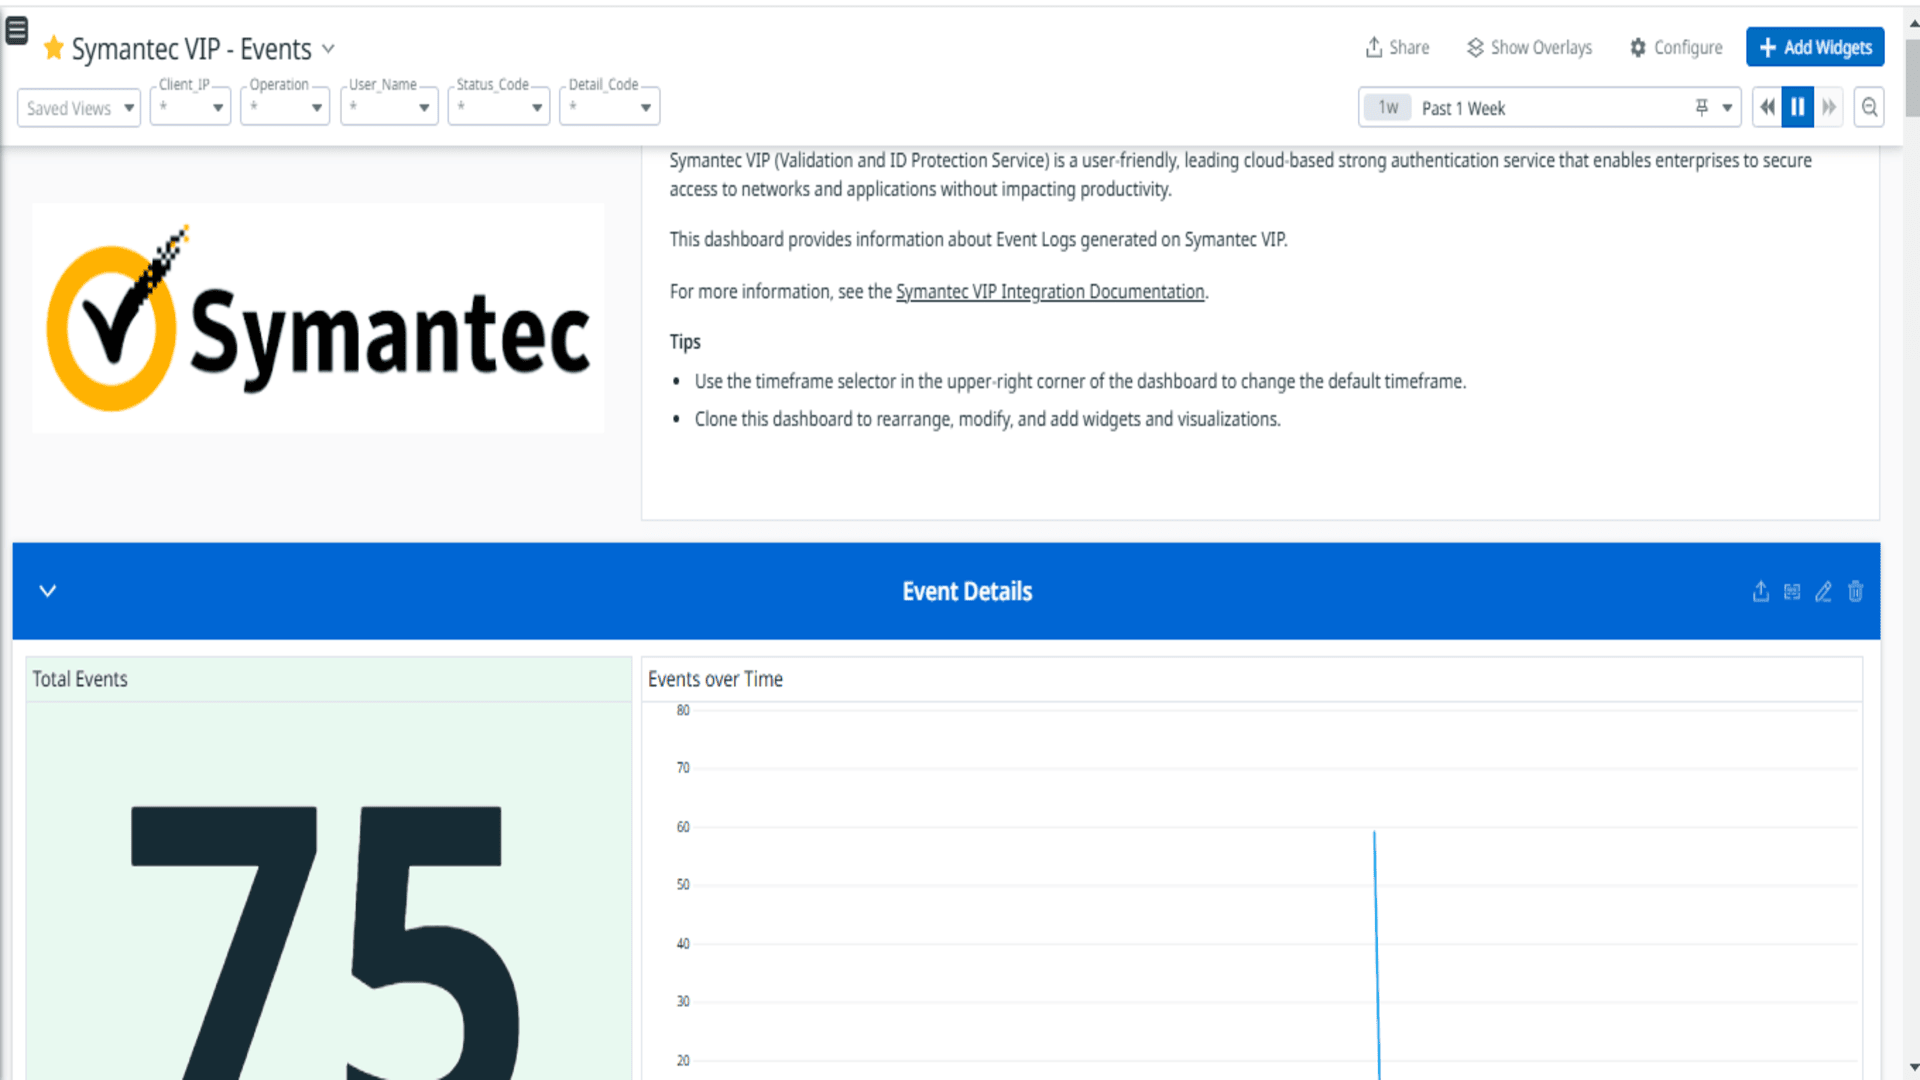 Symantec VIP - Events
Share
Show Overlays
Configure
Add Widgets
Saved Views
Client_IP
*
Operation
*
User_Name
*
Status_Code
*
Detail_Code
*
1w
Past 1 Week
Symantec VIP (Validation and ID Protection Service) is a user-friendly, leading cloud-based strong authentication service that enables enterprises to secure
access to networks and applications without impacting productivity.
This dashboard provides information about Event Logs generated on Symantec VIP.
For more information, see the Symantec VIP Integration Documentation.
Tips
• Use the timeframe selector in the upper-right corner of the dashboard to change the default timeframe.
• Clone this dashboard to rearrange, modify, and add widgets and visualizations.
Symantec
Event Details
Total Events
75
Events over Time
80
70
60
50
40
30
20